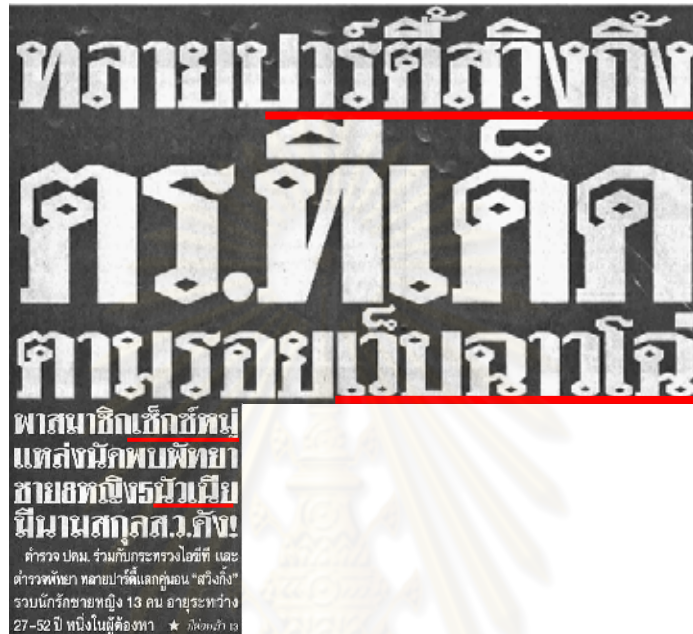 ทลายปาร์ตี้สวิงกิ้ง
ตร.ทีเด็ด
ตามรอยเว็บฉาวโฉ่
พาสมาชิกเซ็กซ์หมู่
แหล่งนัดพบพัทยา
ชาย8หญิง5นัวเนีย
มีนามสกุลส.ว.ดัง!
ตำรวจ ปดม. ร่วมกับกระทรวงไอซีที และ
ตำรวจพัทยา ทลายปาร์ตี้แลกคู่นอน “สวิงกิ้ง”
รวบนักรักชายหญิง 13 คน อายุระหว่าง
27-52 ปี หนึ่งในผู้ต้องหา ★ มีต่อหน้า 13